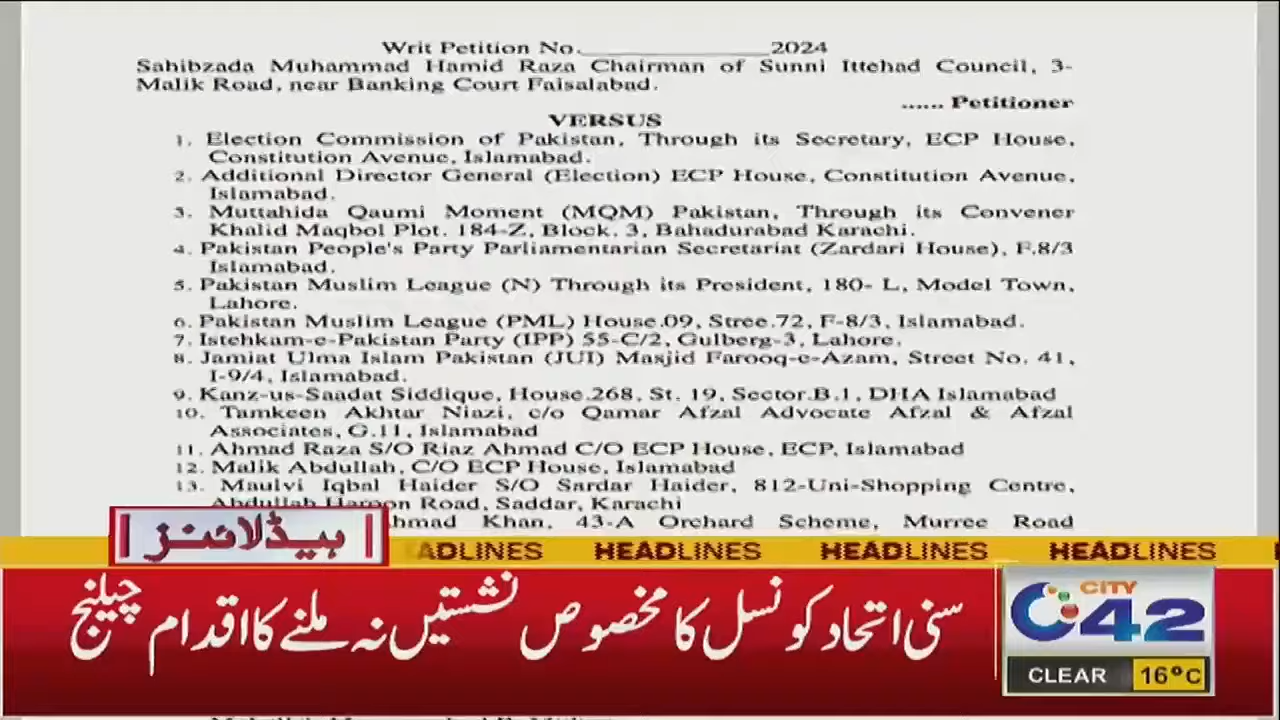 Writ Petition No.________________2024
Sahibzada Muhammad Hamid Raza Chairman of Sunni Ittehad Council, 3-
Malik Road, near Banking Court Faisalabad.
...... Petitioner
VERSUS
1. Election Commission of Pakistan, Through its Secretary, ECP House,
Constitution Avenue, Islamabad.
2. Additional Director General (Election) ECP House, Constitution Avenue,
Islamabad.
3. Muttahida Qaumi Moment (MQM) Pakistan, Through its Convener
Khalid Maqbol Plot. 184-Z, Block. 3, Bahadurabad Karachi.
4. Pakistan People's Party Parliamentarian Secretariat (Zardari House), F.8/3
Islamabad.
5. Pakistan Muslim League (N) Through its President, 180- L, Model Town,
Lahore.
6. Pakistan Muslim League (PML) House.09, Stree.72, F-8/3, Islamabad.
7. Istehkam-e-Pakistan Party (IPP) 55-C/2, Gulberg-3, Lahore.
8. Jamiat Ulma Islam Pakistan (JUI) Masjid Farooq-e-Azam, Street No. 41,
I-9/4, Islamabad.
9. Kanz-us-Saadat Siddique, House.268, St. 19, Sector.B.1, DHA Islamabad
10. Tamkeen Akhtar Niazi, c/o Qamar Afzal Advocate Afzal & Afzal
Associates, G.11, Islamabad
11. Ahmad Raza S/O Riaz Ahmad C/O ECP House, ECP, Islamabad
12. Malik Abdullah, C/O ECP House, Islamabad
13. Maulvi Iqbal Haider S/O Sardar Haider, 812-Uni-Shopping Centre,
Abdullah Haroon Road, Saddar, Karachi
hmad Khan, 43-A Orchard Scheme, Murree Road
ہیڈلائنز
ADLINES HEADLINES HEADLINES HEADLINES
سنی اتحاد کونسل کا مخصوص نشستیں نہ ملنے کا اقدام چیلنج
CITY
42
CLEAR 16°C